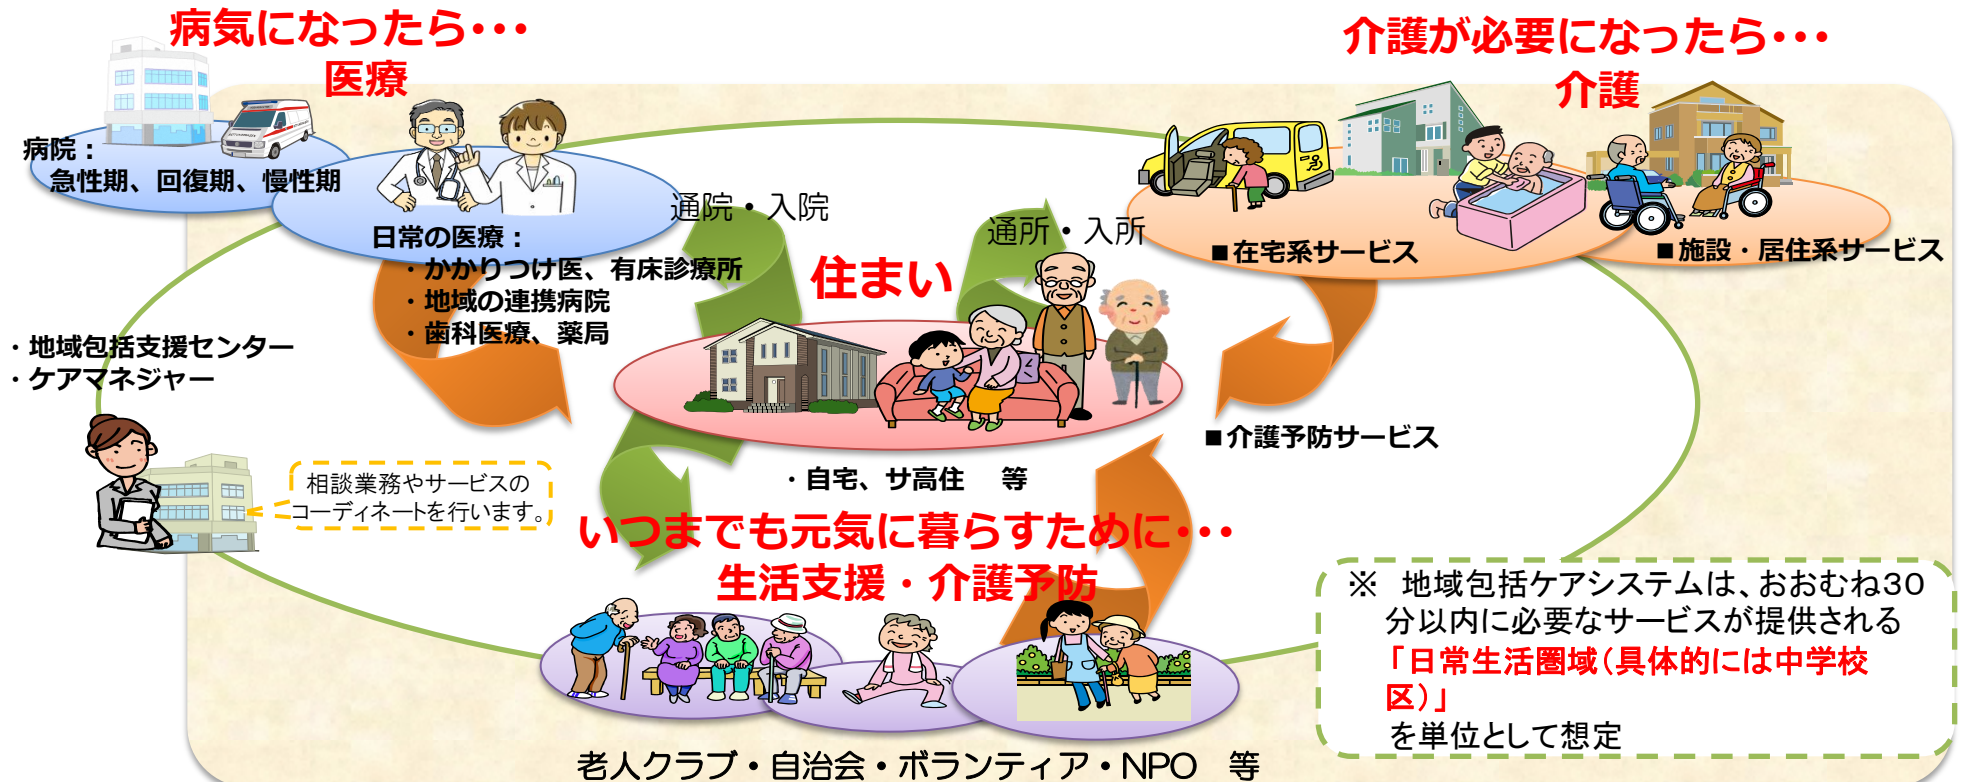 病気になったら・・・
医療
介護が必要になったら・・・
介護
病院：
急性期、回復期、慢性期
日常の医療：
・かかりつけ医、有床診療所
・地域の連携病院
・歯科医療、薬局
通院・入院
通所・入所
住まい
■在宅系サービス
■施設・居住系サービス
・地域包括支援センター
・ケアマネジャー
相談業務やサービスの
コーディネートを行います。
■介護予防サービス
・自宅、サ高住　等
いつまでも元気に暮らすために・・・
生活支援・介護予防
※　地域包括ケアシステムは、おおむね３０
分以内に必要なサービスが提供される
「日常生活圏域（具体的には中学校
区）」
を単位として想定
老人クラブ・自治会・ボランティア・NPO　等